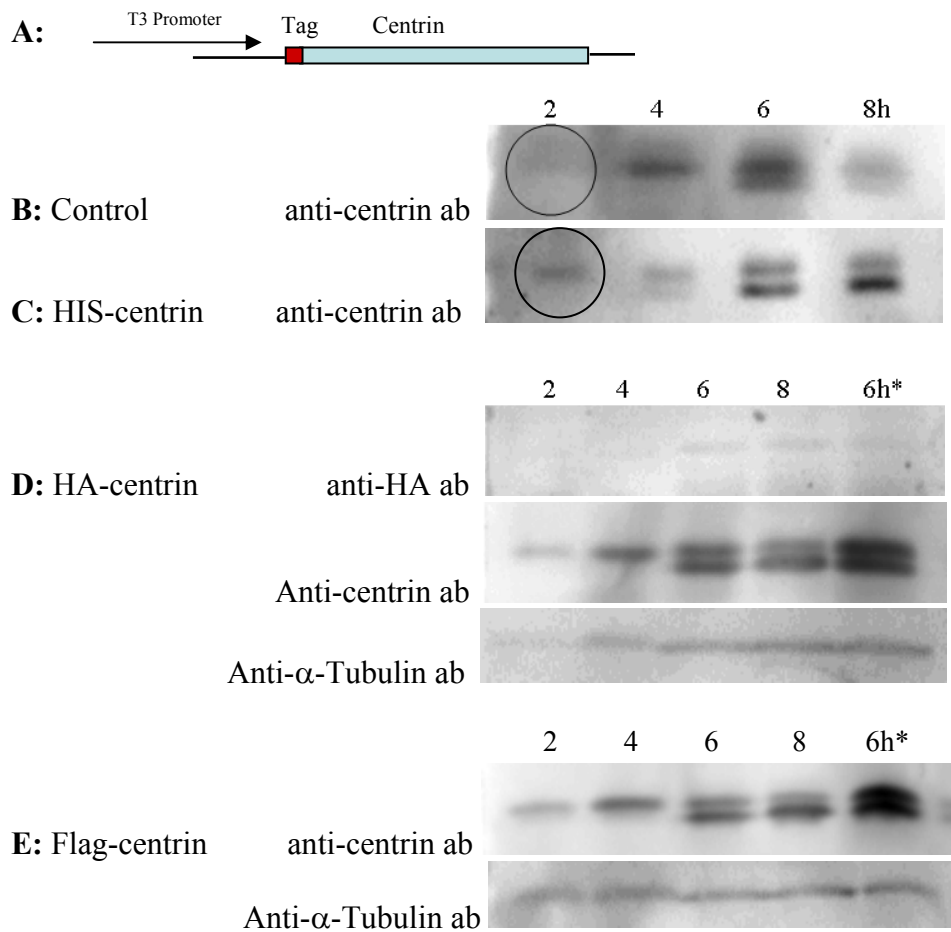 T3 Promoter
A: Tag Centrin
2 4 6 8h
B: Control anti-centrin ab
C: HIS-centrin anti-centrin ab
2 4 6 8 6h*
D: HA-centrin anti-HA ab
Anti-centrin ab
Anti-α-Tubulin ab
2 4 6 8 6h*
E: Flag-centrin anti-centrin ab
Anti-α-Tubulin ab